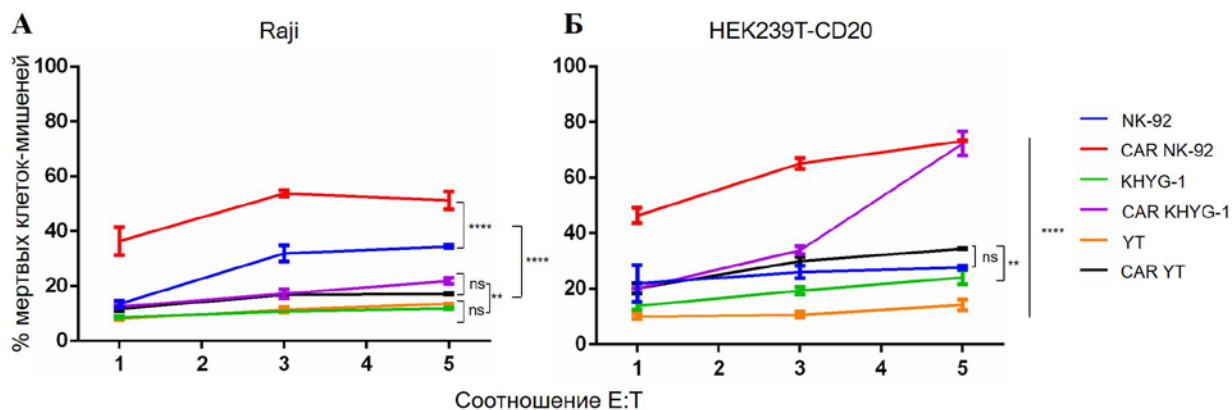 А
Raji
% мертвых клеток-мишеней
100
80
60
40
20
0
1
2
3
4
5
****
ns
ns
**
****
Б
HEK239T-CD20
100
80
60
40
20
0
1
2
3
4
5
ns
**
****
NK-92
CAR NK-92
KHYG-1
CAR KHYG-1
YT
CAR YT
Соотношение Е:Т